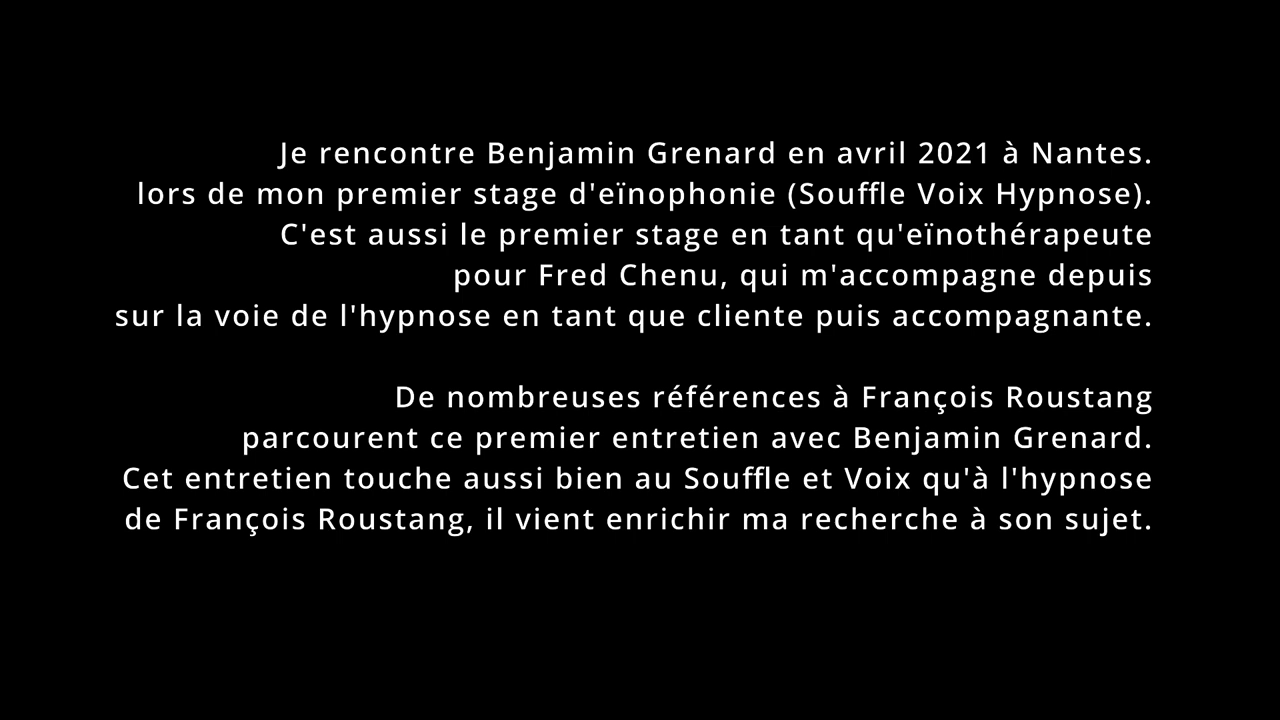 Je rencontre Benjamin Grenard en avril 2021 à Nantes.
lors de mon premier stage d'eïnophonie (Souffle Voix Hypnose).
C'est aussi le premier stage en tant qu'eïnothérapeute
pour Fred Chenu, qui m'accompagne depuis
sur la voie de l'hypnose en tant que cliente puis accompagnante.
De nombreuses références à François Roustang
parcourent ce premier entretien avec Benjamin Grenard.
Cet entretien touche aussi bien au Souffle et Voix qu'à l'hypnose
de François Roustang, il vient enrichir ma recherche à son sujet.